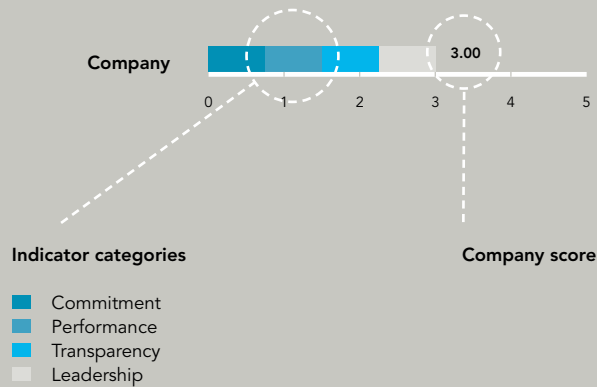 Company
3.00
0 1 2 3 4 5
Indicator categories
Company score
Commitment
Performance
Transparency
Leadership